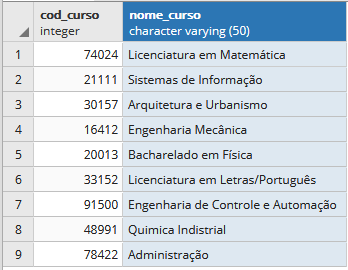 cod_curso nome_curso
integer character varying (50)
1 74024 Licenciatura em Matemática
2 21111 Sistemas de Informação
3 30157 Arquitetura e Urbanismo
4 16412 Engenharia Mecânica
5 20013 Bacharelado em Física
6 33152 Licenciatura em Letras/Português
7 91500 Engenharia de Controle e Automação
8 48991 Quimica Indistrial
9 78422 Administração